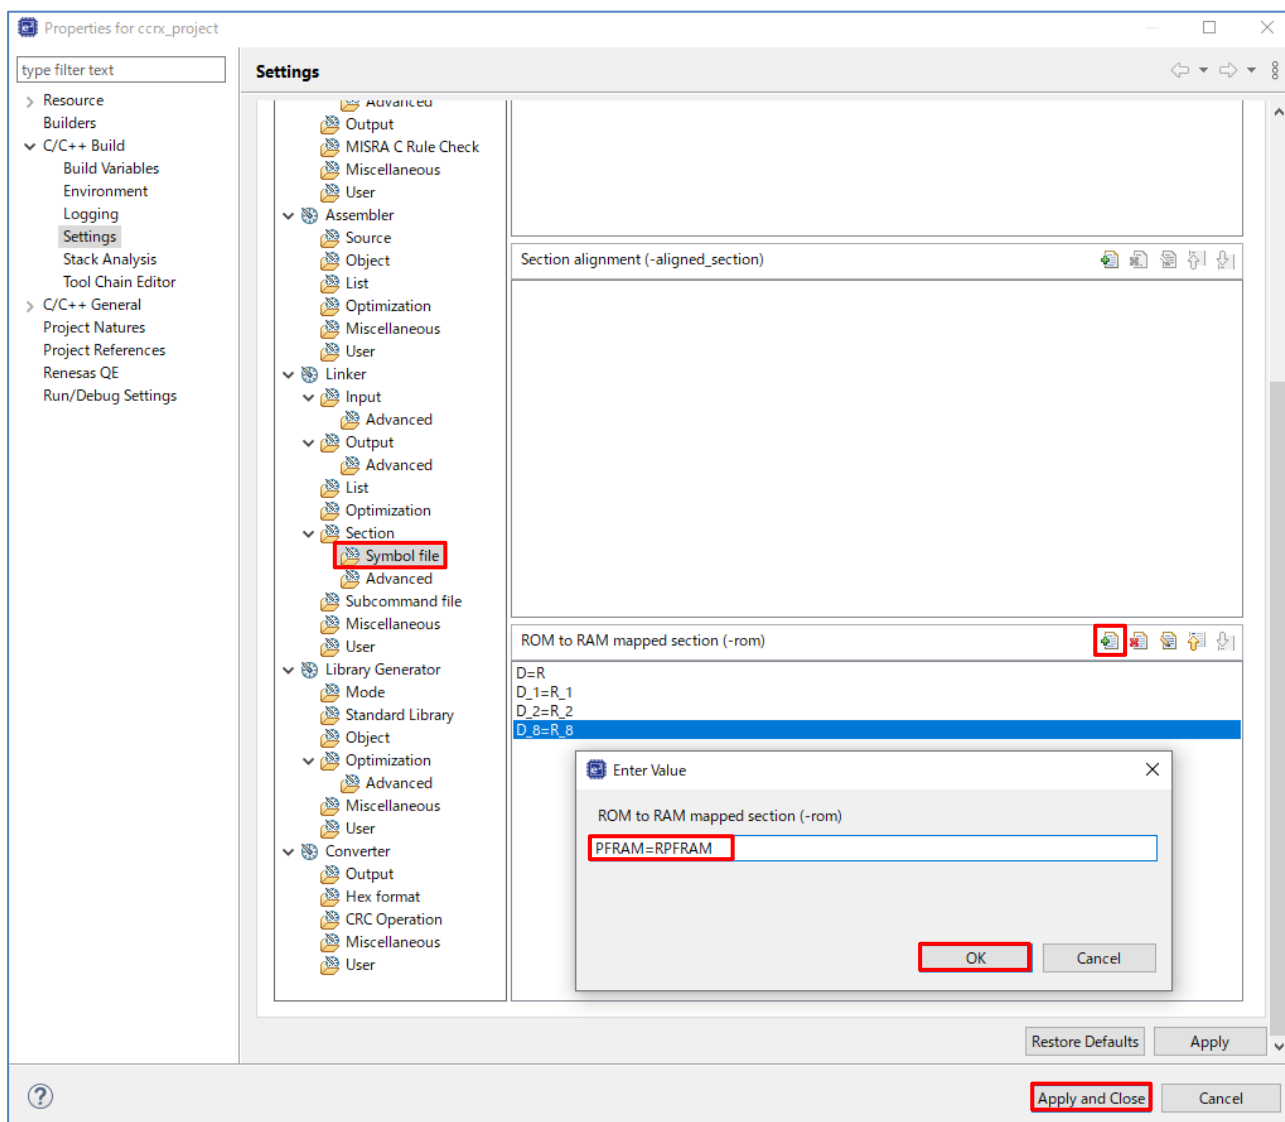 Properties for ccrx_project
type filter text
Settings
Resource
Builders
C/C++ Build
Build Variables
Environment
Logging
Settings
Stack Analysis
Tool Chain Editor
C/C++ General
Project Natures
Project References
Renesas QE
Run/Debug Settings
Advanced
Output
MISRA C Rule Check
Miscellaneous
User
Assembler
Source
Object
List
Optimization
Miscellaneous
User
Linker
Input
Advanced
Output
Advanced
List
Optimization
Section
Symbol file
Advanced
Subcommand file
Miscellaneous
User
Library Generator
Mode
Standard Library
Object
Optimization
Advanced
Miscellaneous
User
Converter
Output
Hex format
CRC Operation
Miscellaneous
User
Section alignment (-aligned_section)
ROM to RAM mapped section (-rom)
D=R
D_1=R_1
D_2=R_2
D_8=R_8
Enter Value
ROM to RAM mapped section (-rom)
PFRAM=RPFRAM
OK
Cancel
Restore Defaults
Apply
?
Apply and Close
Cancel